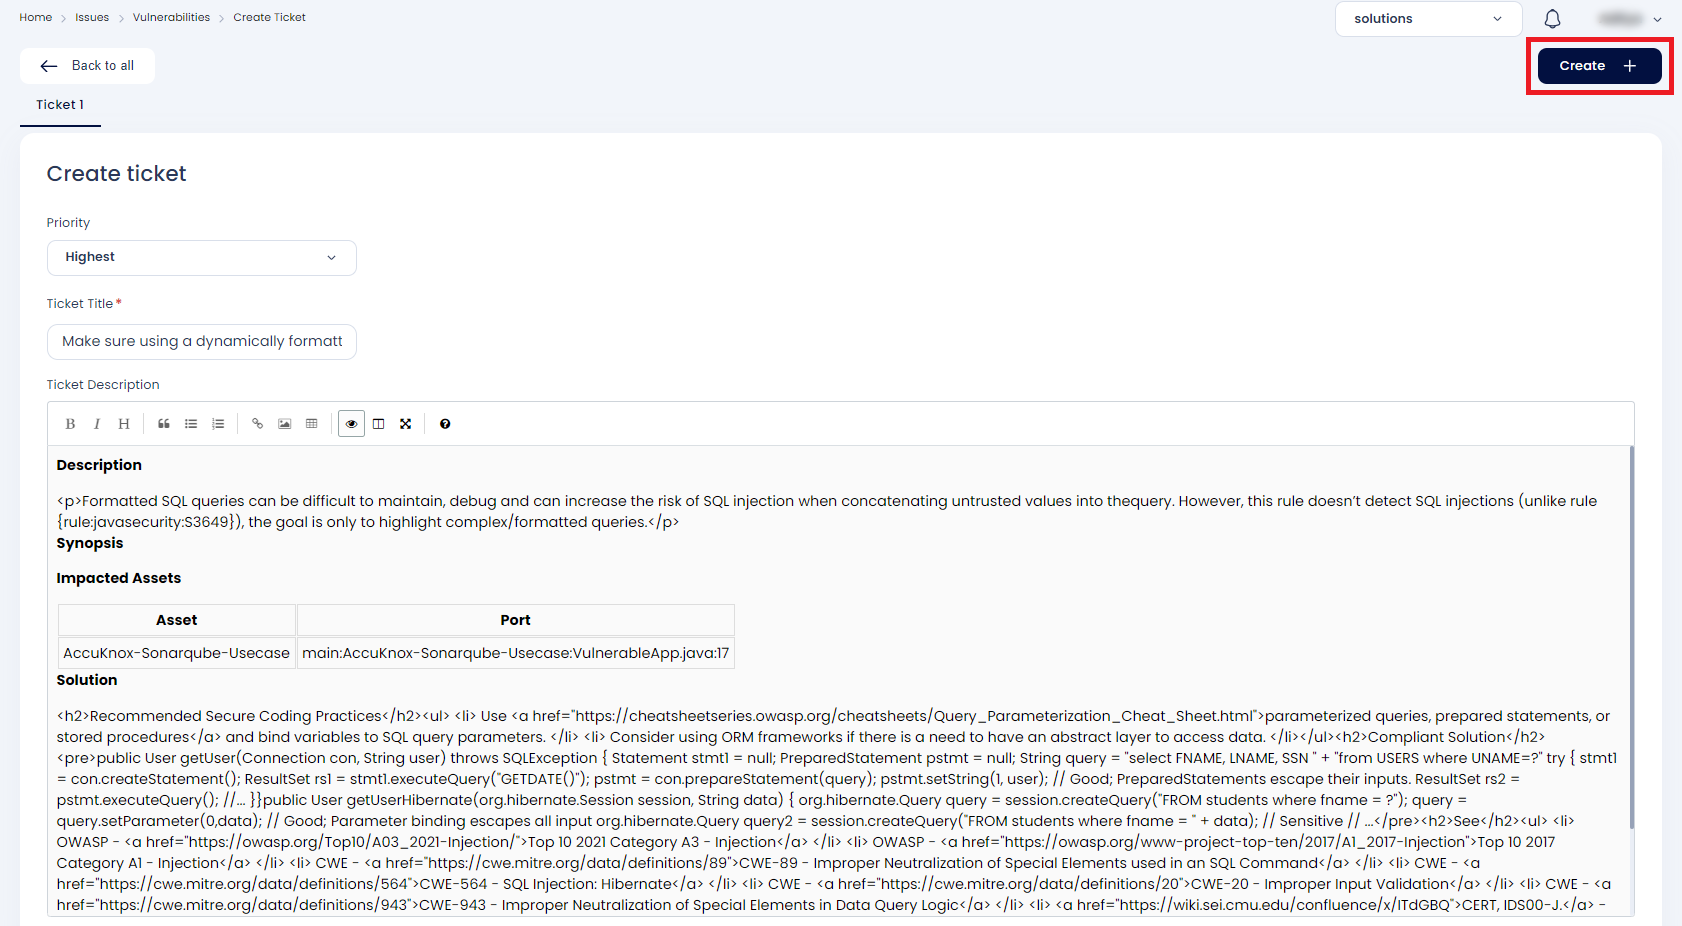 Home > Issues > Vulnerabilities > Create Ticket
solutions
Back to all
Create +
Ticket 1
Create ticket
Priority
Highest
Ticket Title*
Make sure using a dynamically formatt
Ticket Description
B I H
Description
<p>Formatted SQL queries can be difficult to maintain, debug and can increase the risk of SQL injection when concatenating untrusted values into thequery. However, this rule doesn’t detect SQL injections (unlike rule
{rule:javasecurity:S3649}), the goal is only to highlight complex/formatted queries.</p>
Synopsis
Impacted Assets
Asset Port
AccuKnox-Sonarqube-Usecase main:AccuKnox-Sonarqube-Usecase:VulnerableApp.java:17
Solution
<h2>Recommended Secure Coding Practices</h2><ul> <li> Use <a href="https://cheatsheetseries.owasp.org/cheatsheets/Query_Parameterization_Cheat_Sheet.html">parameterized queries, prepared statements, or
stored procedures</a> and bind variables to SQL query parameters. </li> <li> Consider using ORM frameworks if there is a need to have an abstract layer to access data. </li></ul><h2>Compliant Solution</h2>
<pre>public User getUser(Connection con, String user) throws SQLException { Statement stmt1 = null; PreparedStatement pstmt = null; String query = "select FNAME, LNAME, SSN " + "from USERS where UNAME=?" try { stmt1
= con.createStatement(); ResultSet rs1 = stmt1.executeQuery("GETDATE()"); pstmt = con.prepareStatement(query); pstmt.setString(1, user); // Good; PreparedStatements escape their inputs. ResultSet rs2 =
pstmt.executeQuery(); //... }}public User getUserHibernate(org.hibernate.Session session, String data) { org.hibernate.Query query = session.createQuery("FROM students where fname = ?"); query =
query.setParameter(0,data); // Good; Parameter binding escapes all input org.hibernate.Query query2 = session.createQuery("FROM students where fname = " + data); // Sensitive // ...</pre><h2>See</h2><ul> <li>
OWASP - <a href="https://owasp.org/Top10/A03_2021-Injection/">Top 10 2021 Category A3 - Injection</a> </li> <li> OWASP - <a href="https://owasp.org/www-project-top-ten/2017/A1_2017-Injection">Top 10 2017
Category A1 - Injection</a> </li> <li> CWE - <a href="https://cwe.mitre.org/data/definitions/89">CWE-89 - Improper Neutralization of Special Elements used in an SQL Command</a> </li> <li> CWE - <a
href="https://cwe.mitre.org/data/definitions/564">CWE-564 - SQL Injection: Hibernate</a> </li> <li> CWE - <a href="https://cwe.mitre.org/data/definitions/20">CWE-20 - Improper Input Validation</a> </li> <li> CWE - <a
href="https://cwe.mitre.org/data/definitions/943">CWE-943 - Improper Neutralization of Special Elements in Data Query Logic</a> </li> <li> <a href="https://wiki.sei.cmu.edu/confluence/x/ITdGBQ">CERT, IDS00-J.</a> -